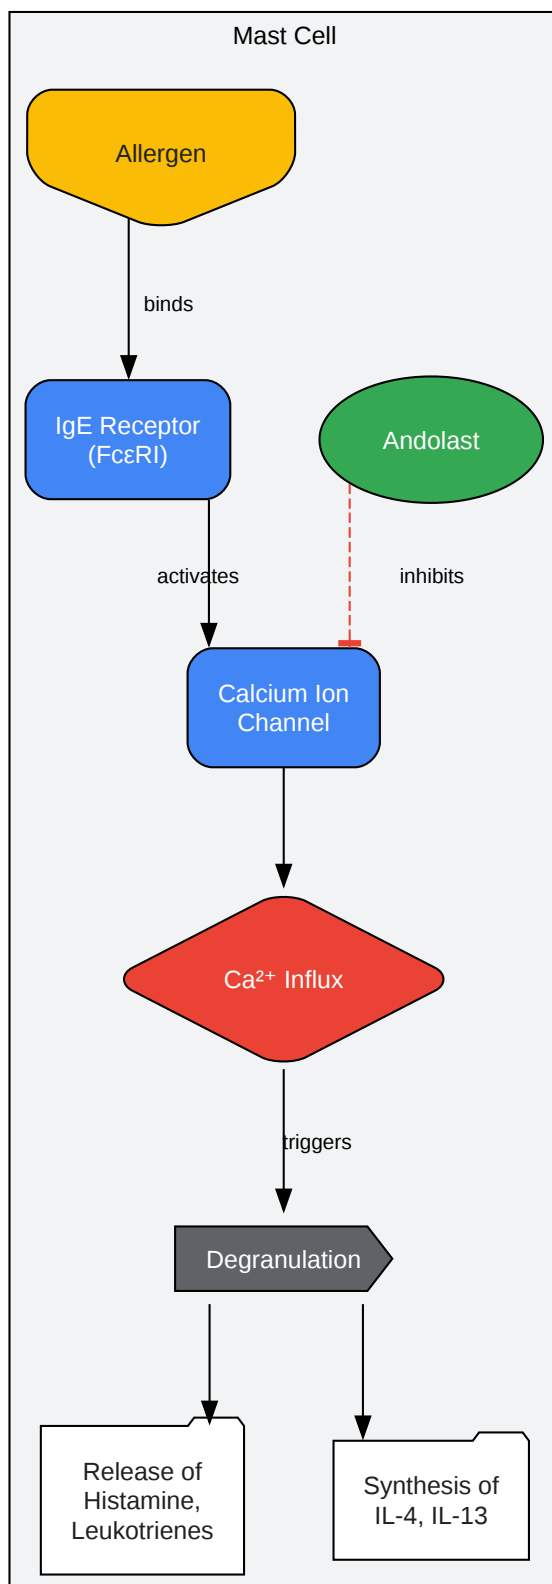 Mast Cell
Allergen
binds
IgE Receptor
(FcεRI)
Andolast
activates
inhibits
Calcium Ion
Channel
Ca²⁺ Influx
triggers
Degranulation
Release of
Histamine,
Leukotrienes
Synthesis of
IL-4, IL-13